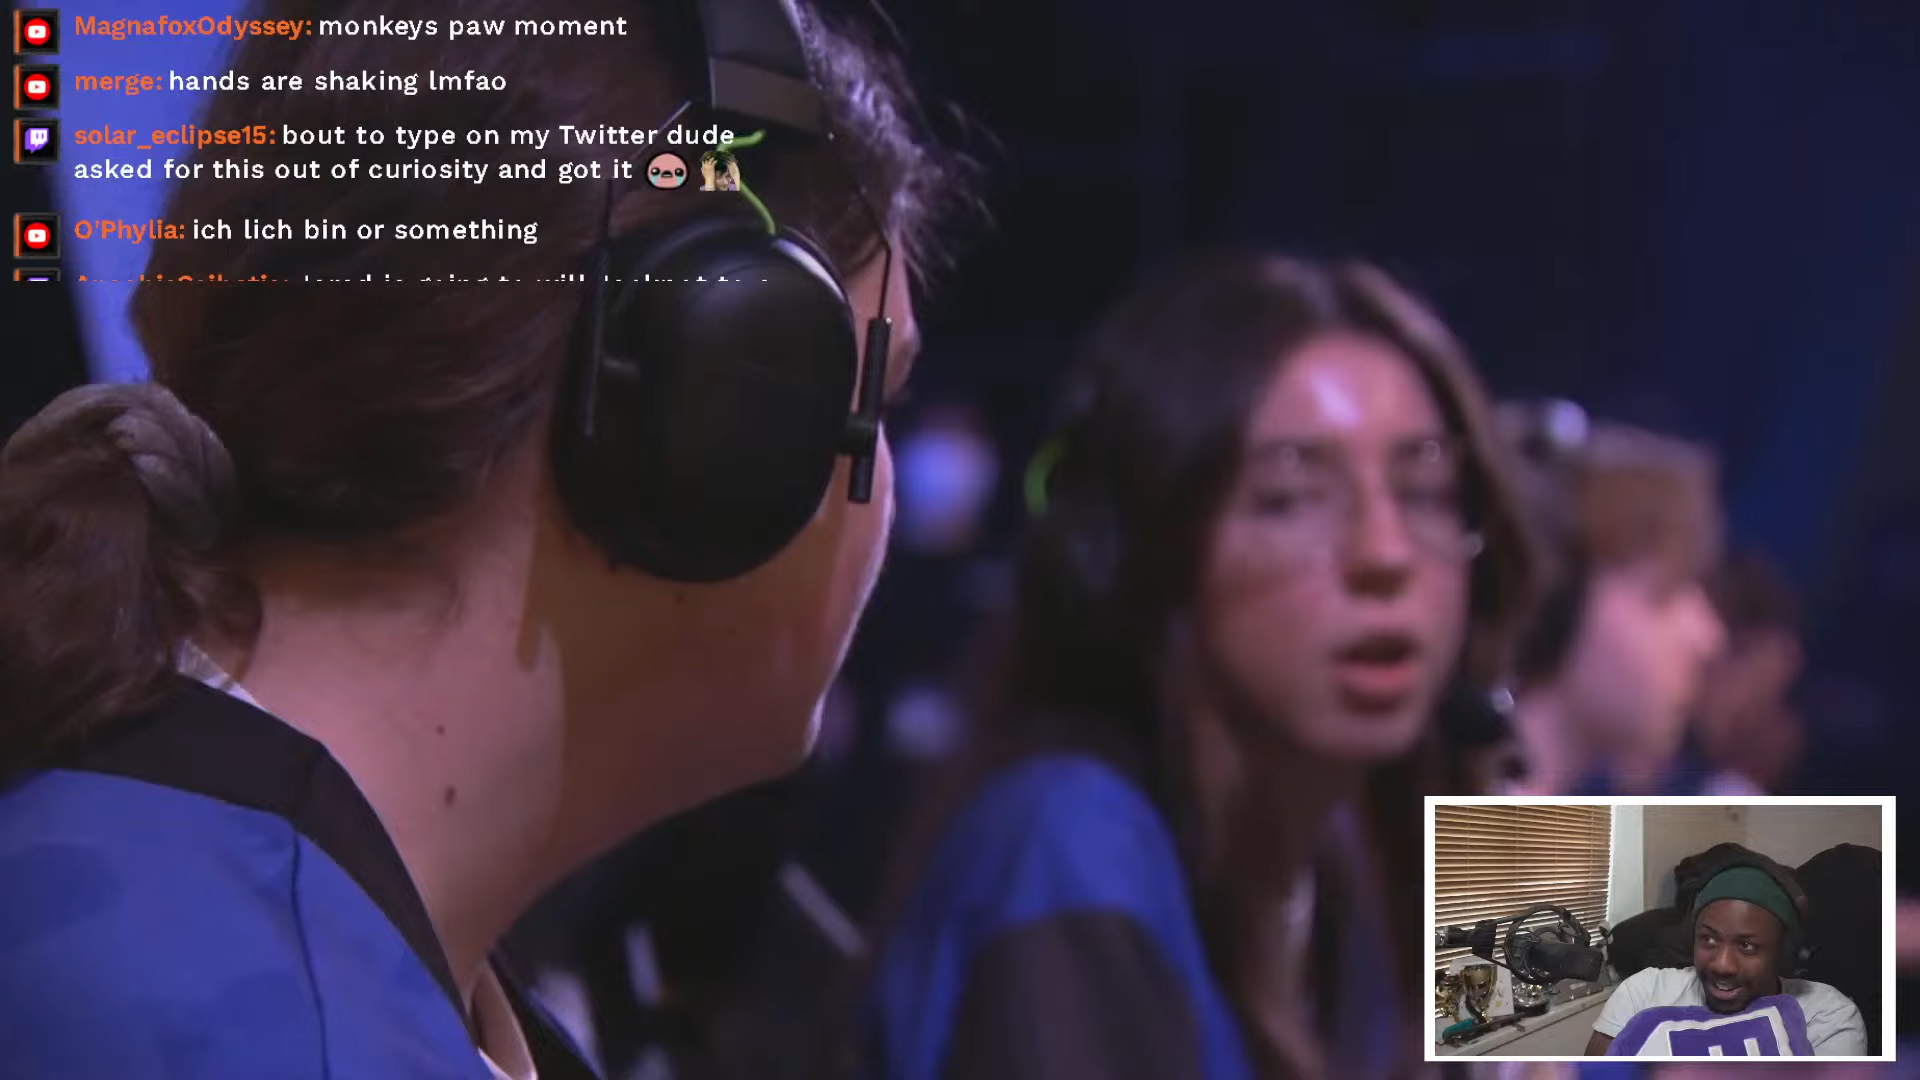 MagnafoxOdyssey: monkeys paw moment
merge: hands are shaking lmfao
solar_eclipse15: bout to type on my Twitter dude
asked for this out of curiosity and got it
O'Phylia: ich lich bin or something